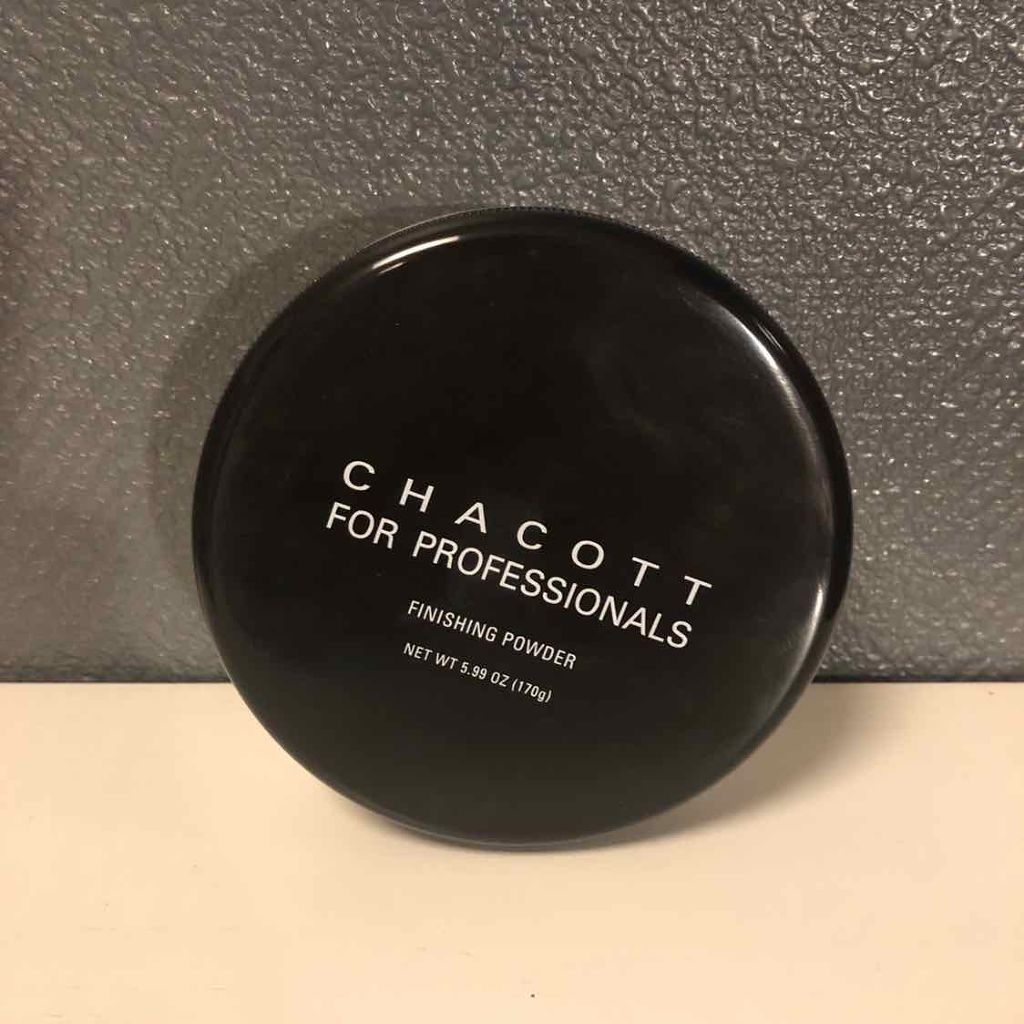 CHACOTT
FOR PROFESSIONALS
FINISHING POWDER
NET WT 5.99 OZ (170g)